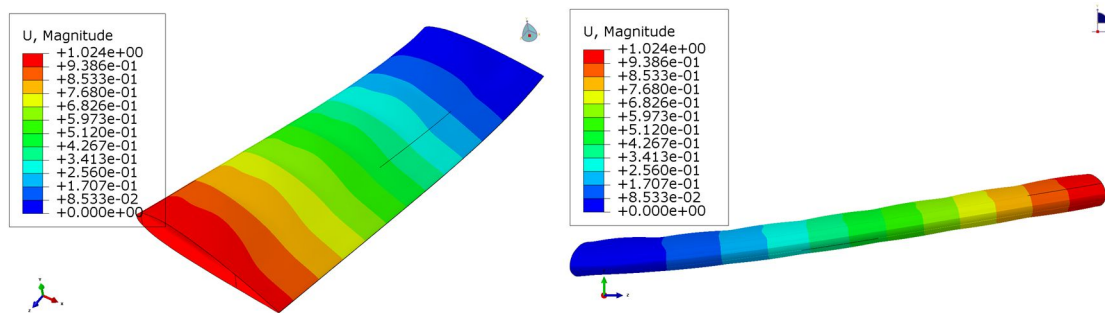 U, Magnitude
+1.024e+00
+9.386e-01
+8.533e-01
+7.680e-01
+6.826e-01
+5.973e-01
+5.120e-01
+4.267e-01
+3.413e-01
+2.560e-01
+1.707e-01
+8.533e-02
+0.000e+00
U, Magnitude
+1.024e+00
+9.386e-01
+8.533e-01
+7.680e-01
+6.826e-01
+5.973e-01
+5.120e-01
+4.267e-01
+3.413e-01
+2.560e-01
+1.707e-01
+8.533e-02
+0.000e+00